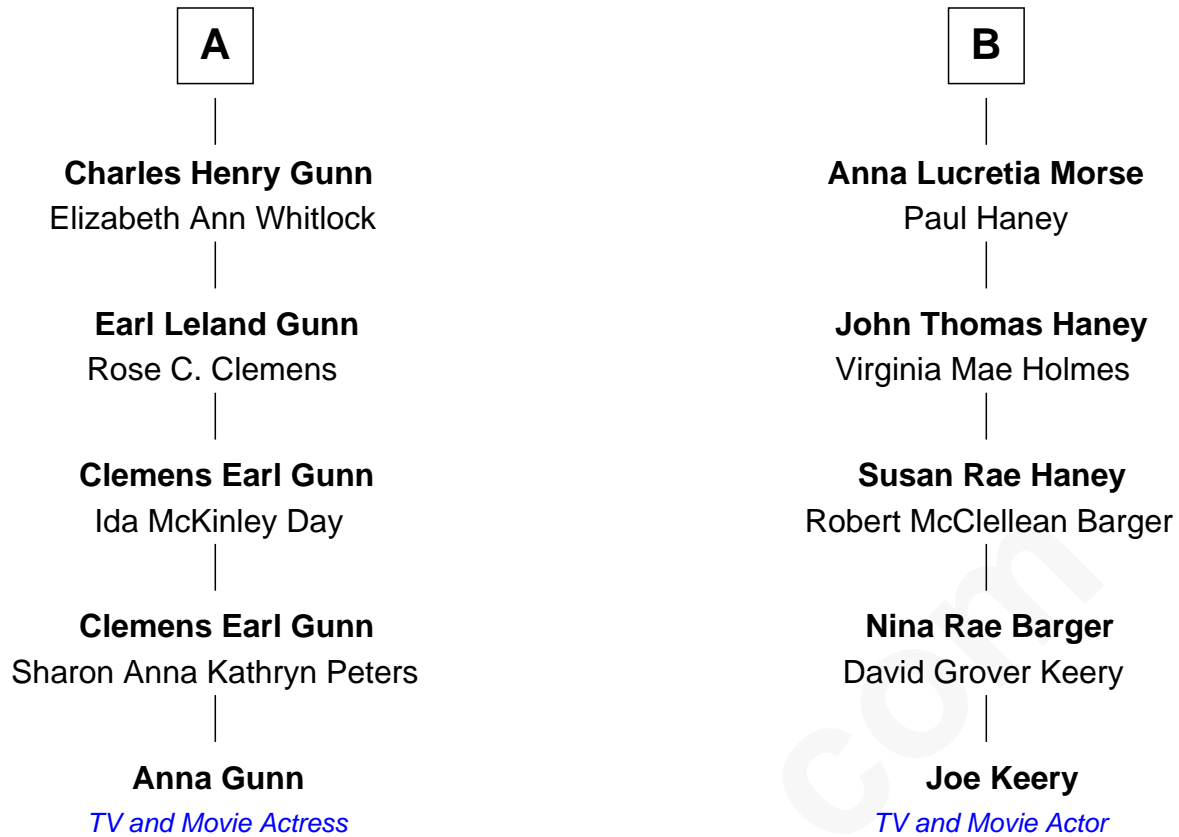 A
Charles Henry Gunn
Elizabeth Ann Whitlock
Earl Leland Gunn
Rose C. Clemens
Clemens Earl Gunn
Ida McKinley Day
Clemens Earl Gunn
Sharon Anna Kathryn Peters
Anna Gunn
TV and Movie Actress
B
Anna Lucretia Morse
Paul Haney
John Thomas Haney
Virginia Mae Holmes
Susan Rae Haney
Robert McClellean Barger
Nina Rae Barger
David Grover Keery
Joe Keery
TV and Movie Actor
com